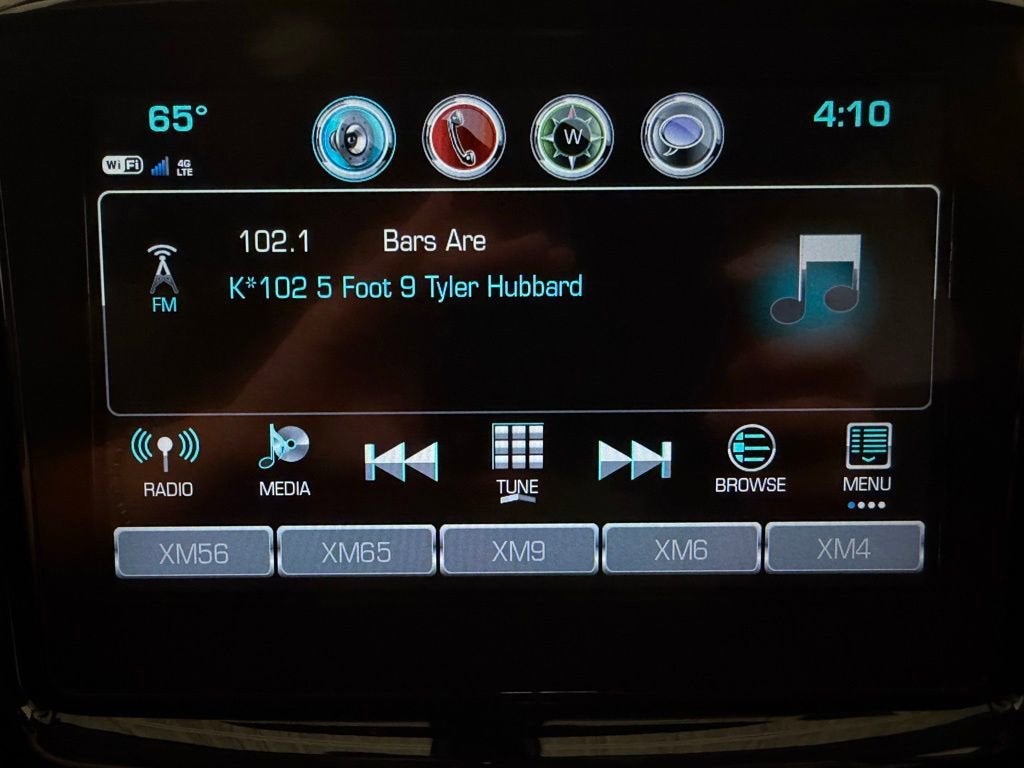 65° 4:10
W
WiFi 4G LTE
102.1 Bars Are
K*102 5 Foot 9 Tyler Hubbard
FM
RADIO MEDIA TUNE BROWSE MENU
XM56 XM65 XM9 XM6 XM4